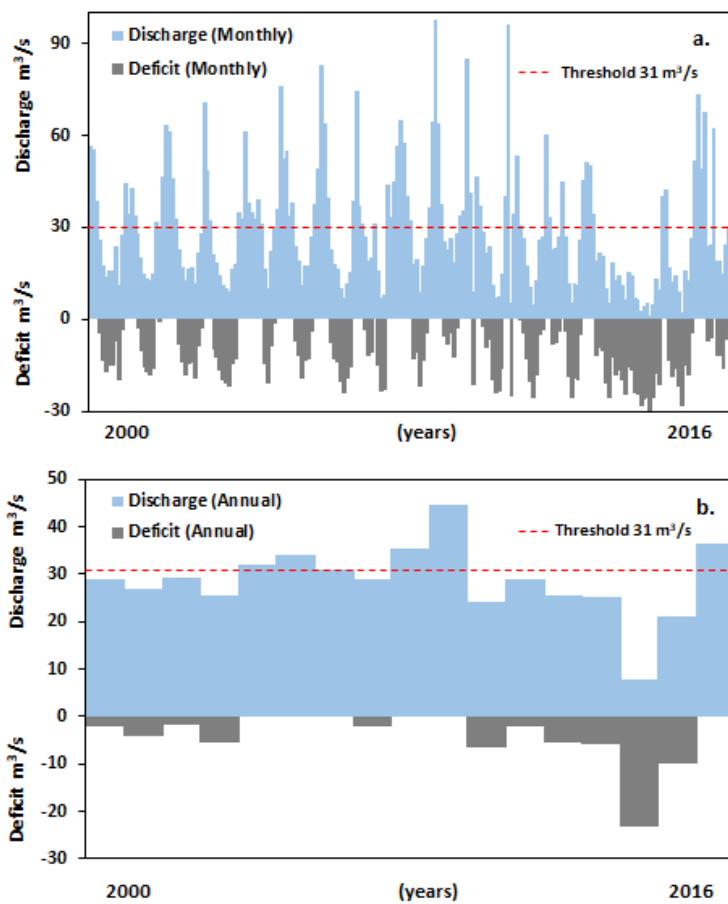 90
Discharge (Monthly)
a.
Deficit (Monthly)
Threshold 31 m³/s
60
Discharge m³/s
30
0
Deficit m³/s
-30
2000 (years) 2016
50
Discharge (Annual)
b.
Deficit (Annual)
Threshold 31 m³/s
40
Discharge m³/s
30
20
10
0
Deficit m³/s
-10
-20
-30
2000 (years) 2016